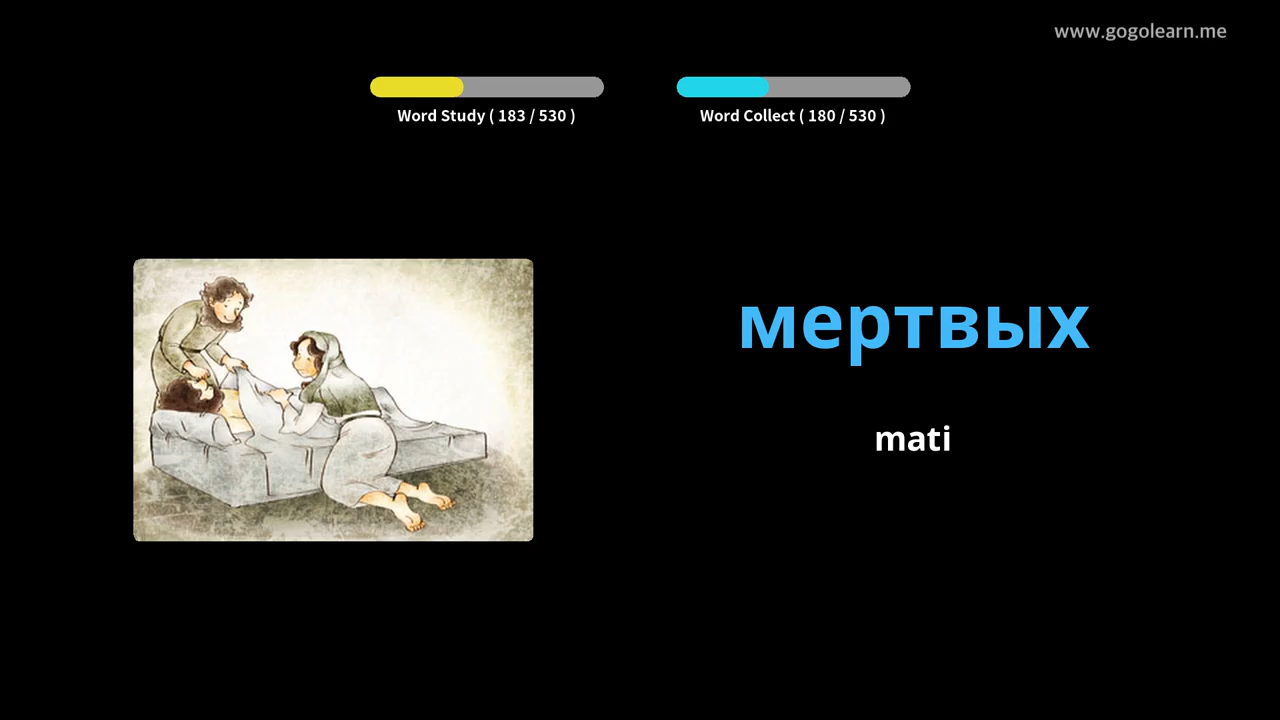 www.gogolearn.me
Word Study ( 183 / 530 )
Word Collect ( 180 / 530 )
мертвых
mati